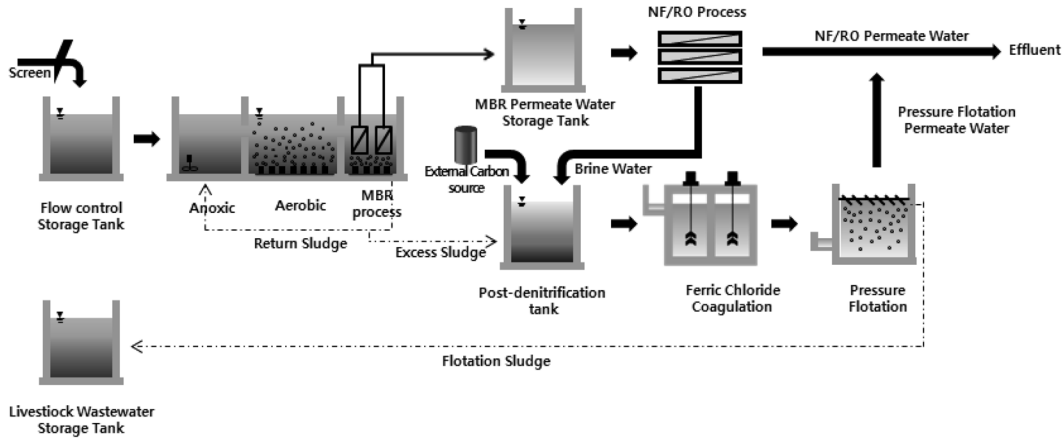 NF/RO Process
NF/RO Permeate Water
Effluent
Screen
MBR Permeate Water
Storage Tank
Pressure Flotation
Permeate Water
External Carbon
source
Brine Water
Flow control
Storage Tank
Anoxic
Aerobic
MBR
process
Return Sludge
Excess Sludge
Post-denitrification
tank
Ferric Chloride
Coagulation
Pressure
Flotation
Flotation Sludge
Livestiock Wastewater
Storage Tank